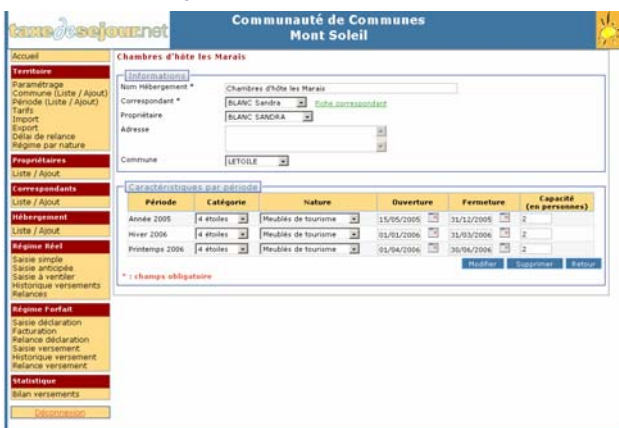 taxedesejour.net
Communauté de Communes
Mont Soleil
Accueil
Territoire
Paramétrage
Commune (Liste / Ajout)
Période (Liste / Ajout)
Tarifs
Import
Export
Délai de relance
Régime par nature
Propriétaires
Liste / Ajout
Correspondants
Liste / Ajout
Hébergement
Liste / Ajout
Régime Réel
Saisie simple
Saisie anticipée
Saisie à ventiler
Historique versements
Relances
Régime Forfait
Saisie déclaration
Facturation
Relance déclaration
Saisie versement
Historique versement
Relance versement
Statistique
Bilan versements
Déconnexion
Chambres d'hôte les Marais
Informations
Nom Hébergement * Chambres d'hôte les Marais
Correspondant * BLANC Sandra Fiche correspondant
Propriétaire BLANC SANDRA
Adresse
Commune LETOILE
Caractéristiques par période
Période Catégorie Nature Ouverture Fermeture Capacité
(en personnes)
Année 2005 4 étoiles Meublés de tourisme 15/05/2005 31/12/2005 2
Hiver 2006 4 étoiles Meublés de tourisme 01/01/2006 31/03/2006 2
Printemps 2006 4 étoiles Meublés de tourisme 01/04/2006 30/06/2006 2
Modifier Supprimer Retour
* : champs obligatoire